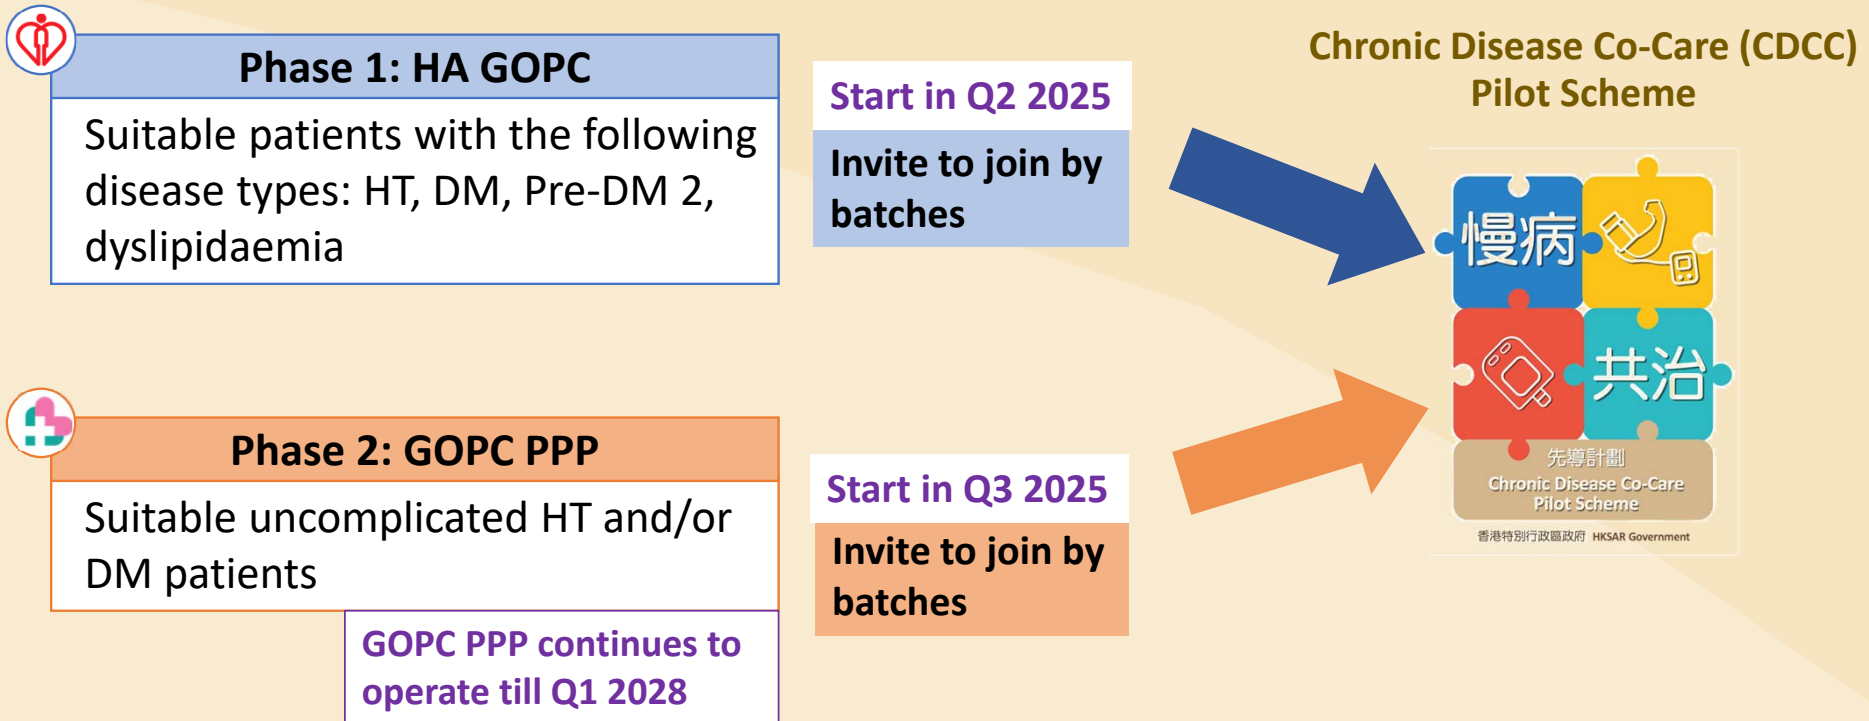 Phase 1: HA GOPC
Suitable patients with the following
disease types: HT, DM, Pre-DM 2,
dyslipidaemia
Start in Q2 2025
Invite to join by
batches
Chronic Disease Co-Care (CDCC)
Pilot Scheme
慢病
共治
先導計劃
Chronic Disease Co-Care
Pilot Scheme
香港特別行政區政府 HKSAR Government
Phase 2: GOPC PPP
Suitable uncomplicated HT and/or
DM patients
GOPC PPP continues to
operate till Q1 2028
Start in Q3 2025
Invite to join by
batches